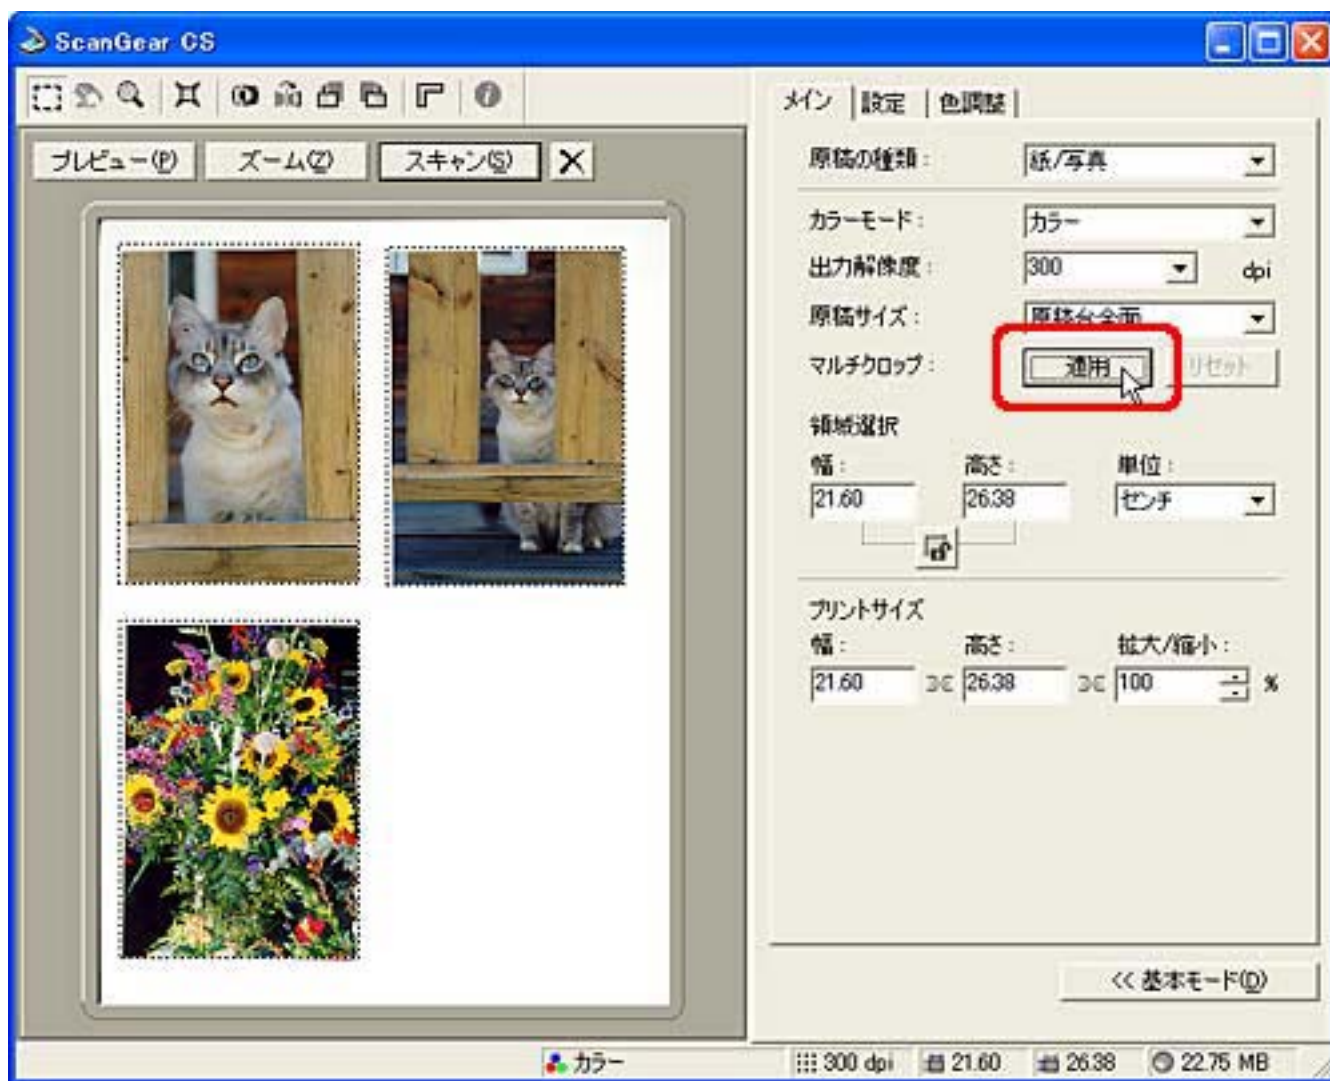 ScanGear CS
プレビュー(P) ズーム(Z) スキャン(S)
メイン 設定 色調整
原稿の種類: 紙/写真
カラーモード: カラー
出力解像度: 300 dpi
原稿サイズ: 原稿台全面
マルチクロップ: 適用 リセット
領域選択
幅: 高さ: 単位:
21.60 26.38 センチ
プリントサイズ
幅: 高さ: 拡大/縮小:
21.60 26.38 100 %
<< 基本モード(D)
カラー 300 dpi 21.60 26.38 22.75 MB